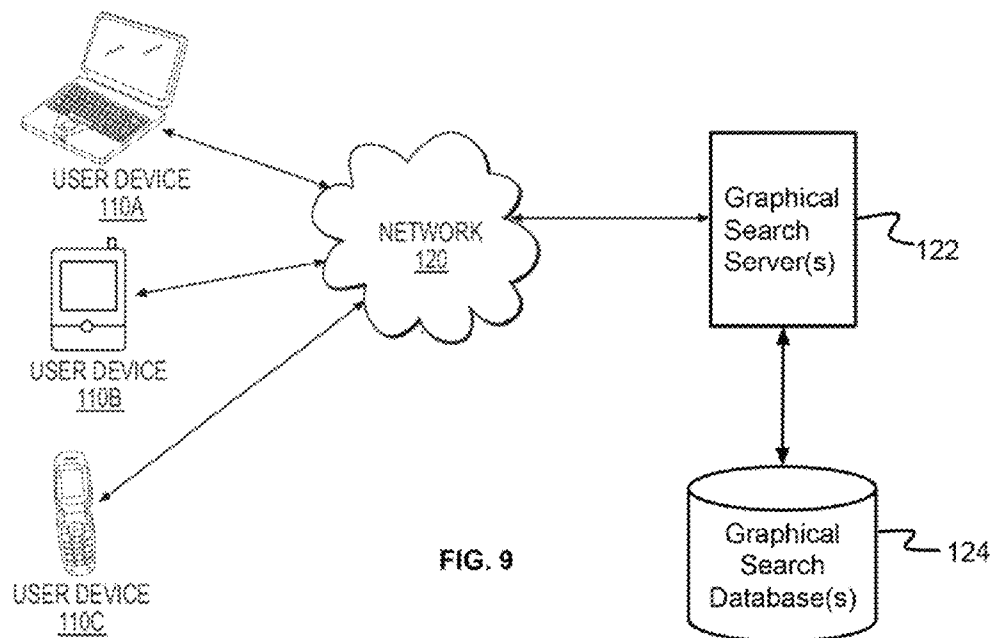 USER DEVICE
110A
USER DEVICE
110B
USER DEVICE
110C
NETWORK
120
Graphical
Search
Server(s)
122
Graphical
Search
Database(s)
124
FIG. 9